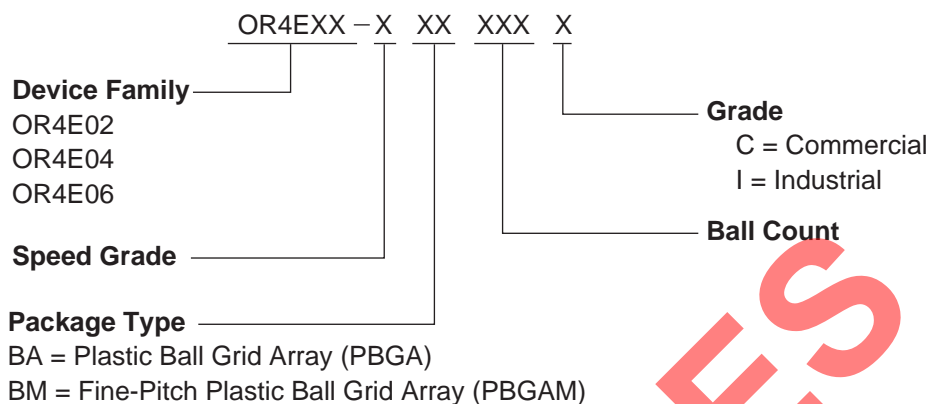 OR4EXX – X XX XXX X
Device Family
OR4E02
OR4E04
OR4E06
Speed Grade
Package Type
BA = Plastic Ball Grid Array (PBGA)
BM = Fine-Pitch Plastic Ball Grid Array (PBGAM)
Grade
C = Commercial
I = Industrial
Ball Count
ES